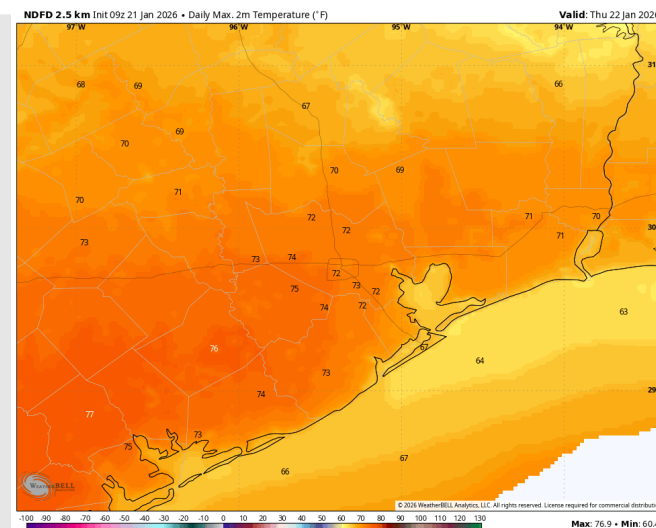 NDFD 2.5 km Init 09z 21 Jan 2026 • Daily Max. 2m Temperature (°F)
Valid: Thu 22 Jan 2026
97°W 96°W 95°W 94°W
31
68 69 66
67
69
70
70 69
71
70 72 71 70
72 71 30
73
73 74
72
75 73 72
74 72 63
76 67
64
73
74 29
77
73
75
67
66
WeatherBELL
© 2026 WeatherBELL Analytics, LLC. All rights reserved. License required for commercial distribut
-100 -90 -80 -70 -60 -50 -40 -30 -20 -10 0 10 20 30 40 50 60 70 80 90 100 110 120 130
Max: 76.9 • Min: 60.